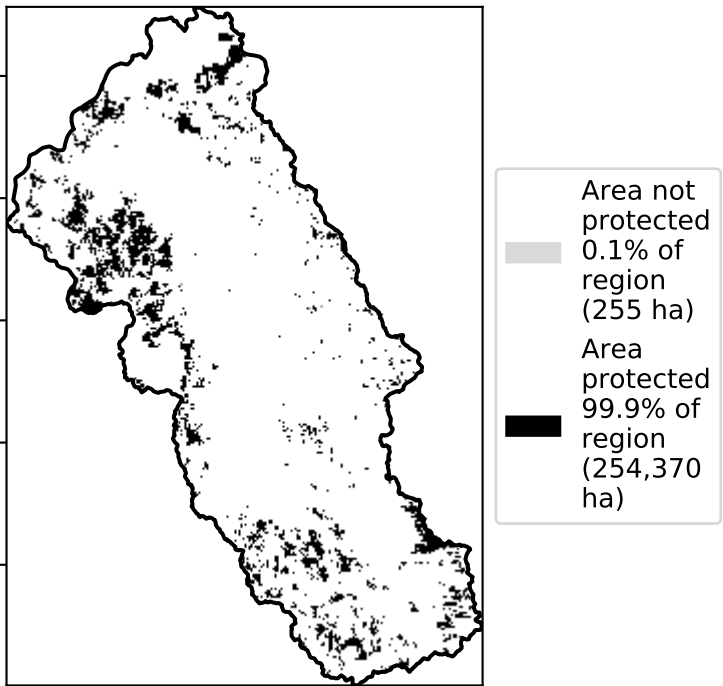 Area not
protected
0.1% of
region
(255 ha)
Area
protected
99.9% of
region
(254,370
ha)